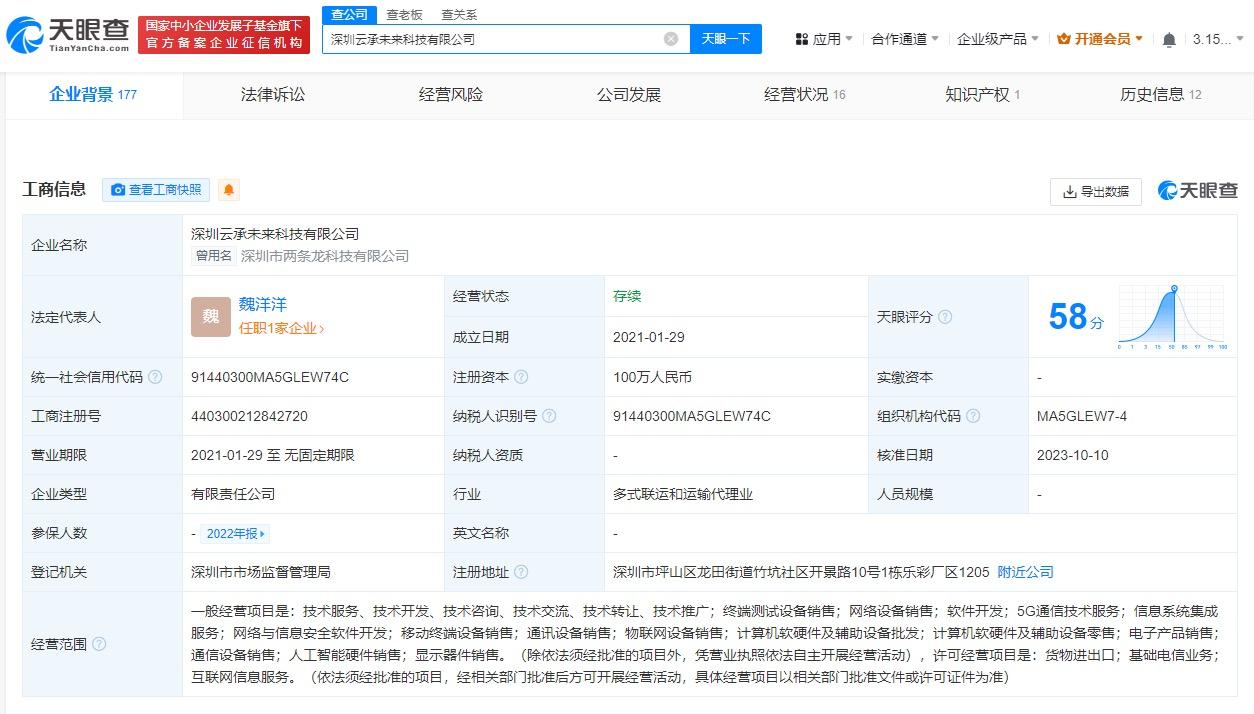 天眼查
TianYanCha.com
国家中小企业发展子基金旗下
官方备案企业征信机构
查公司 查老板 查关系
深圳云承未来科技有限公司
天眼一下
应用 合作通道 企业级产品 开通会员 3.15...
企业背景 177 法律诉讼 经营风险 公司发展 经营状况 16 知识产权 1 历史信息 12
工商信息 查看工商快照 导出数据 天眼查
企业名称 深圳云承未来科技有限公司
曾用名 深圳市两条龙科技有限公司
法定代表人 魏 魏洋洋
任职1家企业
经营状态 存续
成立日期 2021-01-29
天眼评分 58分
0 1 3 15 50 85 97 99 100
统一社会信用代码 91440300MA5GLEW74C 注册资本 100万人民币 实缴资本 -
工商注册号 440300212842720 纳税人识别号 91440300MA5GLEW74C 组织机构代码 MA5GLEW7-4
营业期限 2021-01-29 至 无固定期限 纳税人资质 - 核准日期 2023-10-10
企业类型 有限责任公司 行业 多式联运和运输代理业 人员规模 -
参保人数 - 2022年报 英文名称 -
登记机关 深圳市市场监督管理局 注册地址 深圳市坪山区龙田街道竹坑社区开景路10号1栋乐彩厂区1205 附近公司
经营范围
一般经营项目是：技术服务、技术开发、技术咨询、技术交流、技术转让、技术推广；终端测试设备销售；网络设备销售；软件开发；5G通信技术服务；信息系统集成
服务；网络与信息安全软件开发；移动终端设备销售；通讯设备销售；物联网设备销售；计算机软硬件及辅助设备批发；计算机软硬件及辅助设备零售；电子产品销售；
通信设备销售；人工智能硬件销售；显示器件销售。（除依法须经批准的项目外，凭营业执照依法自主开展经营活动），许可经营项目是：货物进出口；基础电信业务；
互联网信息服务。（依法须经批准的项目，经相关部门批准后方可开展经营活动，具体经营项目以相关部门批准文件或许可证件为准）